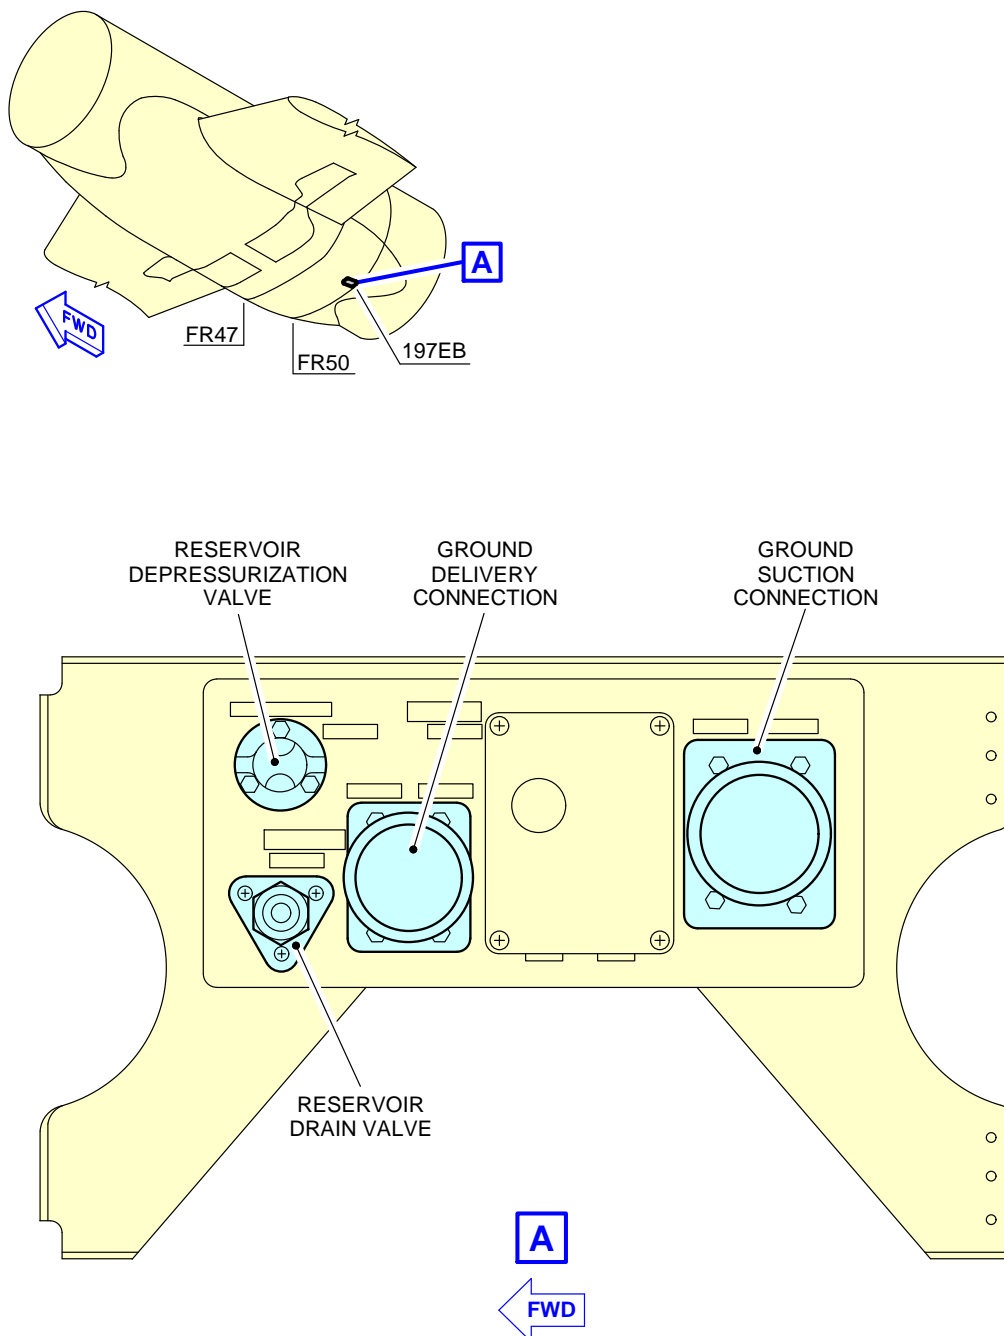 A
FWD
FR47
FR50
197EB
RESERVOIR
DEPRESSURIZATION
VALVE
GROUND
DELIVERY
CONNECTION
GROUND
SUCTION
CONNECTION
RESERVOIR
DRAIN VALVE
A
FWD